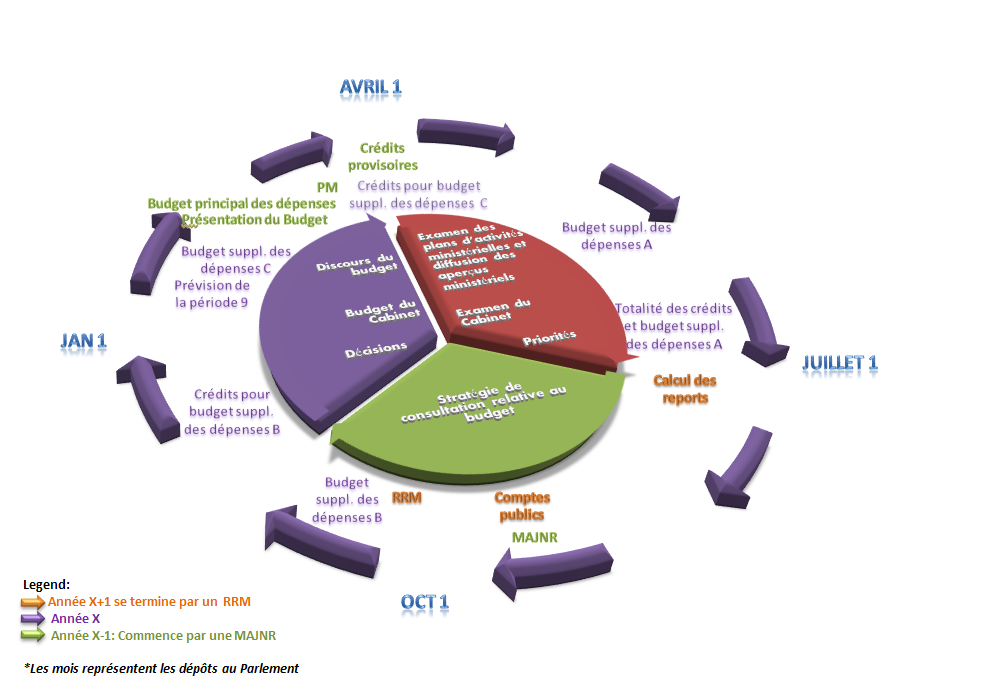 AVRIL 1
Crédits
provisoires
PM
Crédits pour budget
suppl. des dépenses C
Budget principal des dépenses
Présentation du Budget
Budget suppl. des
dépenses C
Prévision de
la période 9
Budget suppl. des
dépenses A
Discours du
budget
Budget du
Cabinet
Décisions
Examen des
plans d'activités
ministérielles et
diffusion des
aperçus
ministériels
Examen du
Cabinet
Priorités
Totalité des crédits
et budget suppl.
des dépenses A
JAN 1
JUILLET 1
Calcul des
reports
Stratégie de
consultation relative au
budget
Crédits pour
budget suppl.
des dépenses B
Budget
suppl. des
dépenses B
RRM
Comptes
publics
MAJNR
OCT 1
Legend:
Année X+1 se termine par un RRM
Année X
Année X-1: Commence par une MAJNR
*Les mois représentent les dépôts au Parlement